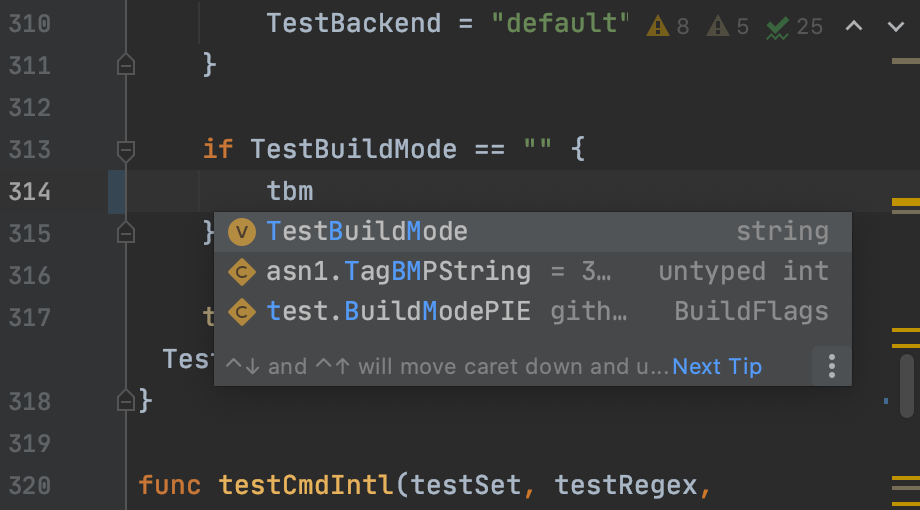 310 TestBackend = "default" 8 5 25
311 }
312
313 if TestBuildMode == "" {
314 tbm
315 }
V TestBuildMode string
316
C asn1.TagBMPString = 3… untyped int
317 t
C test.BuildModePIE gith… BuildFlags
Tes
^↓ and ^↑ will move caret down and u... Next Tip
318 }
319
320 func testCmdIntl(testSet, testRegex,